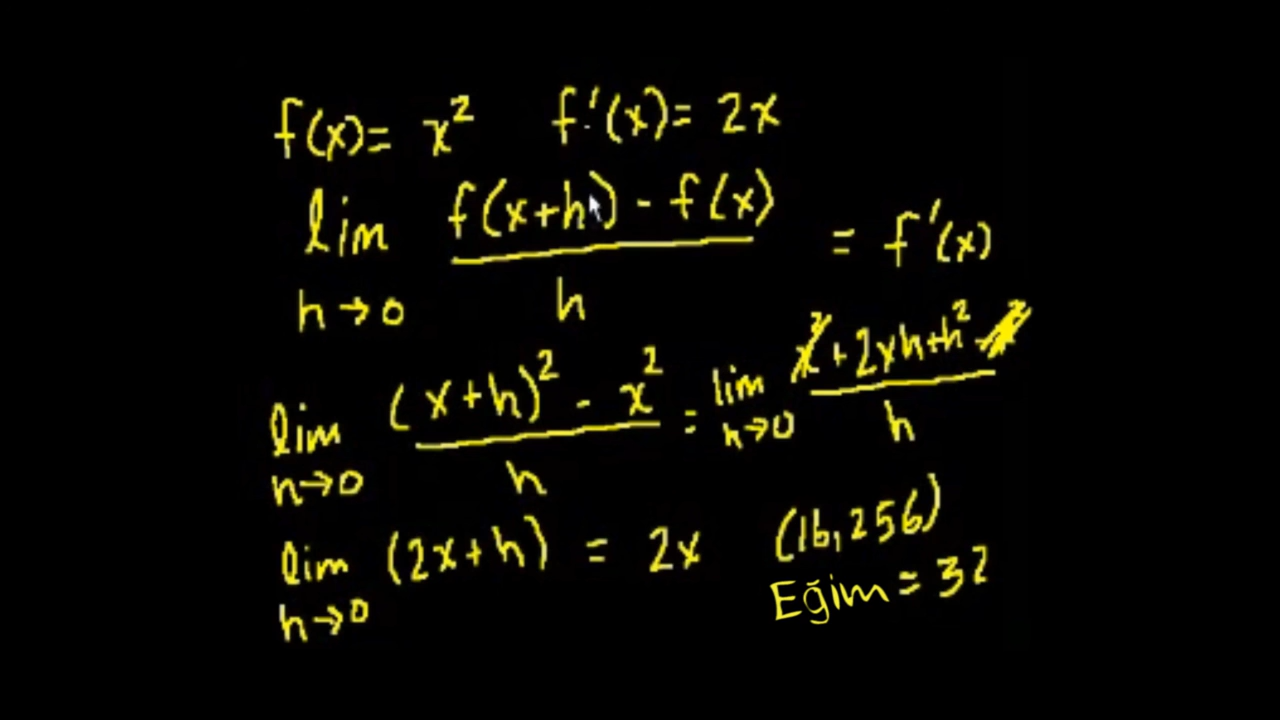 f(x) = x² f'(x) = 2x
lim h→0 (f(x+h) - f(x))/h = f'(x)
lim h→0 ((x+h)² - x²)/h = lim h→0 (x² + 2xh + h² - x²)/h
lim h→0 (2x+h) = 2x (16,256)
Eğim = 32